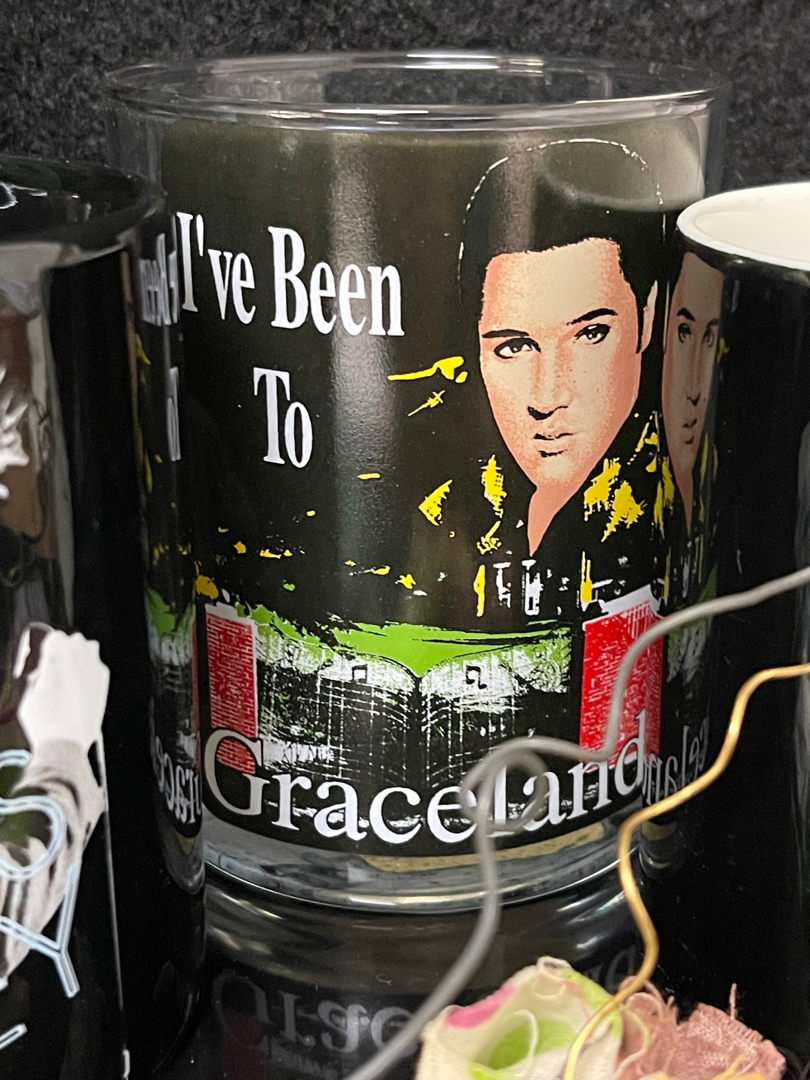 I've Been
To
Graceland